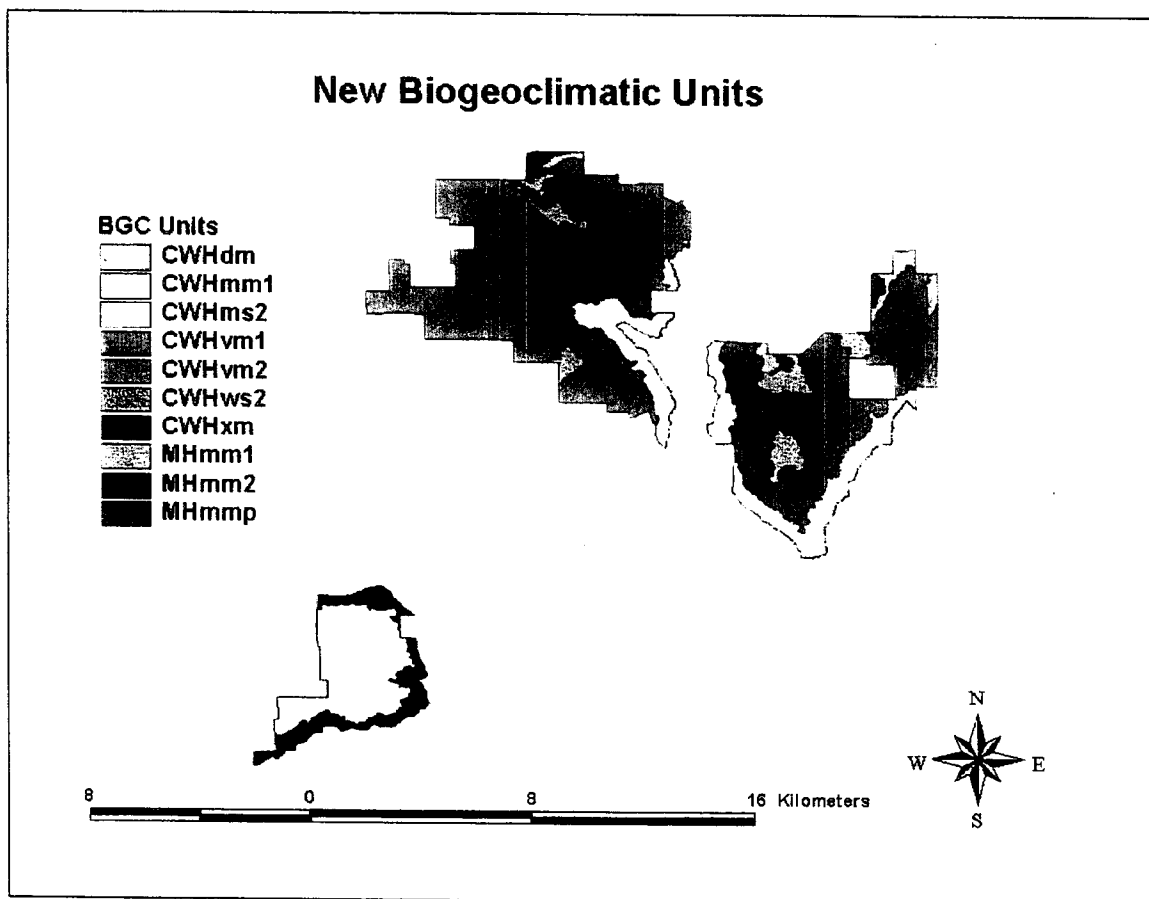 New Biogeoclimatic Units
BGC Units
CWHdm
CWHmm1
CWHms2
CWHvm1
CWHvm2
CWHws2
CWHxm
MHmm1
MHmm2
MHmmp
N
W E
S
8 0 8 16 Kilometers